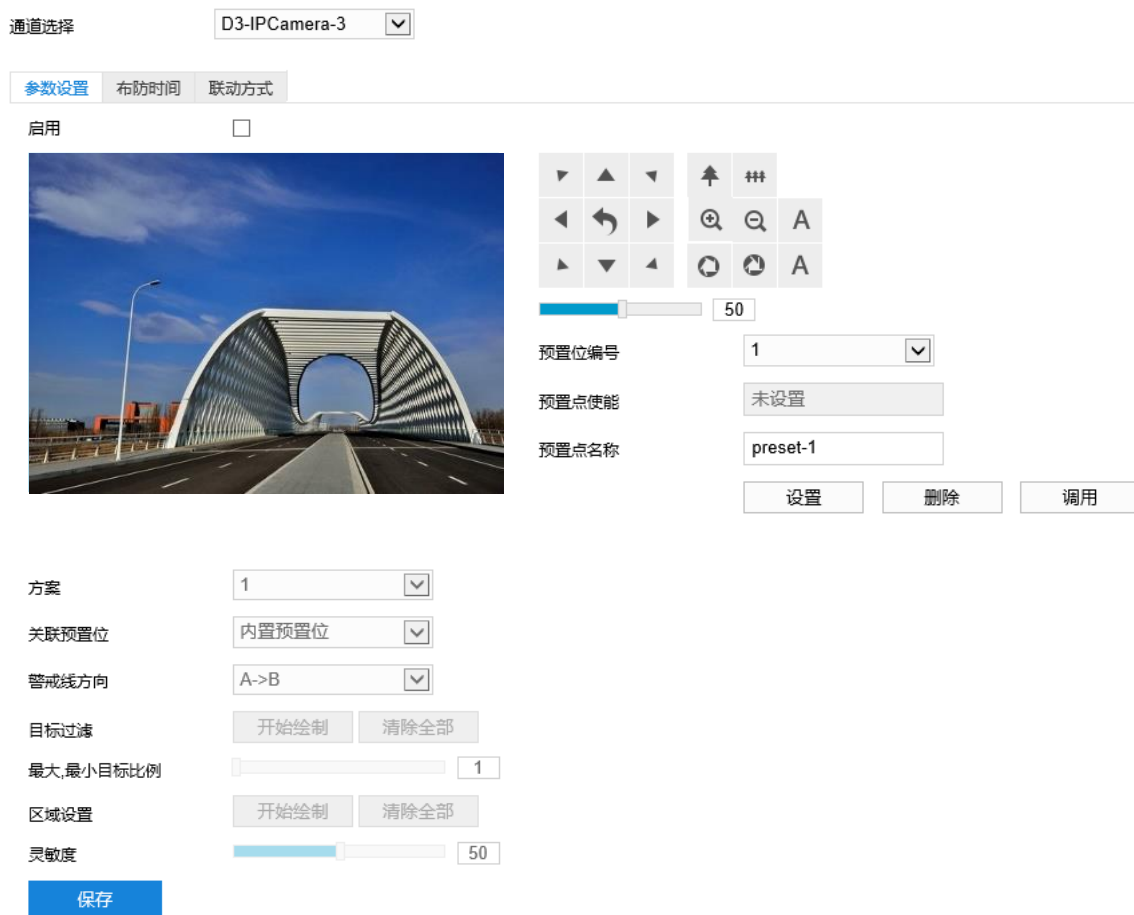 通道选择 D3-IPCamera-3
参数设置 布防时间 联动方式
启用
A
A
50
预置位编号 1
预置点使能 未设置
预置点名称 preset-1
设置 删除 调用
方案 1
关联预置位 内置预置位
警戒线方向 A->B
目标过滤 开始绘制 清除全部
最大,最小目标比例 1
区域设置 开始绘制 清除全部
灵敏度 50
保存